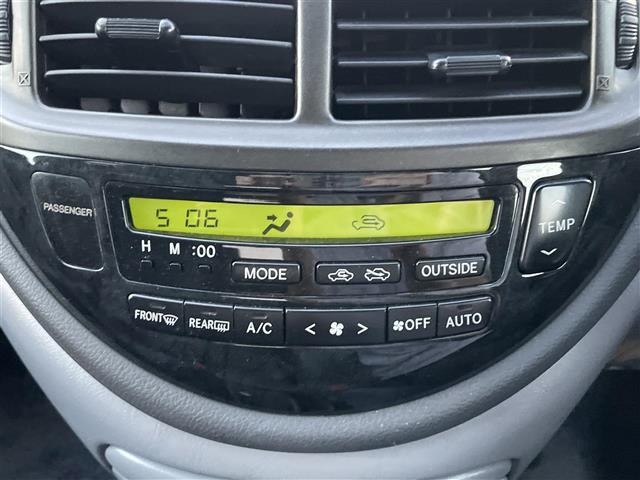 PASSENGER
5 06
H M :00
MODE
OUTSIDE
TEMP
FRONT
REAR
A/C
< >
OFF
AUTO